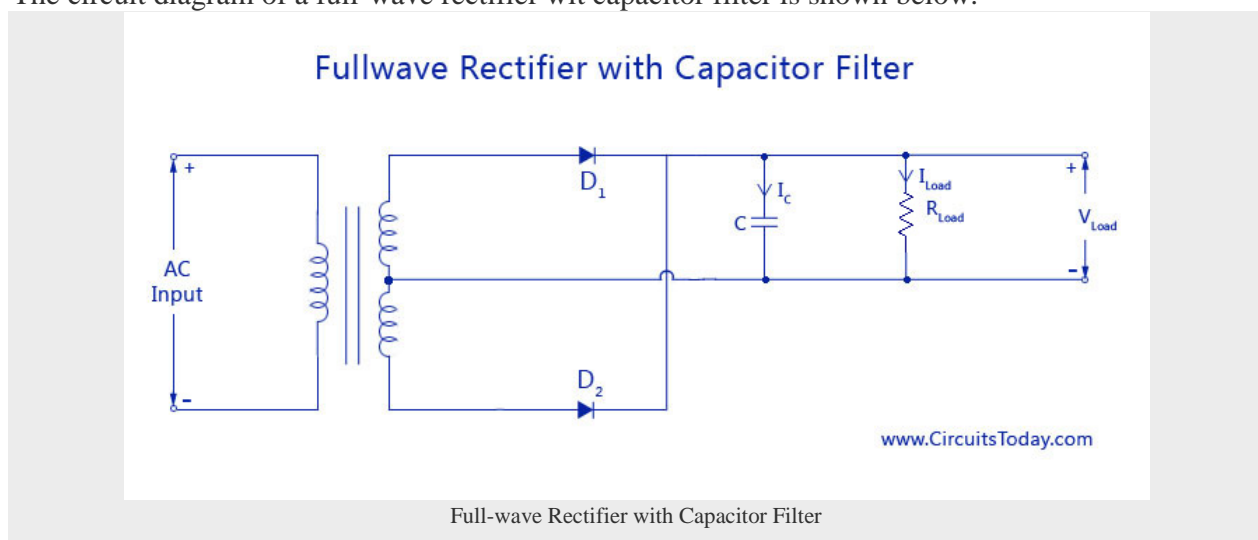 The circuit diagram of a full-wave rectifier wit capacitor filter is shown below.
Fullwave Rectifier with Capacitor Filter
+
D1
Ic
C
ILoad
RLoad
+
VLoad
-
AC
Input
D2
-
www.CircuitsToday.com
Full-wave Rectifier with Capacitor Filter